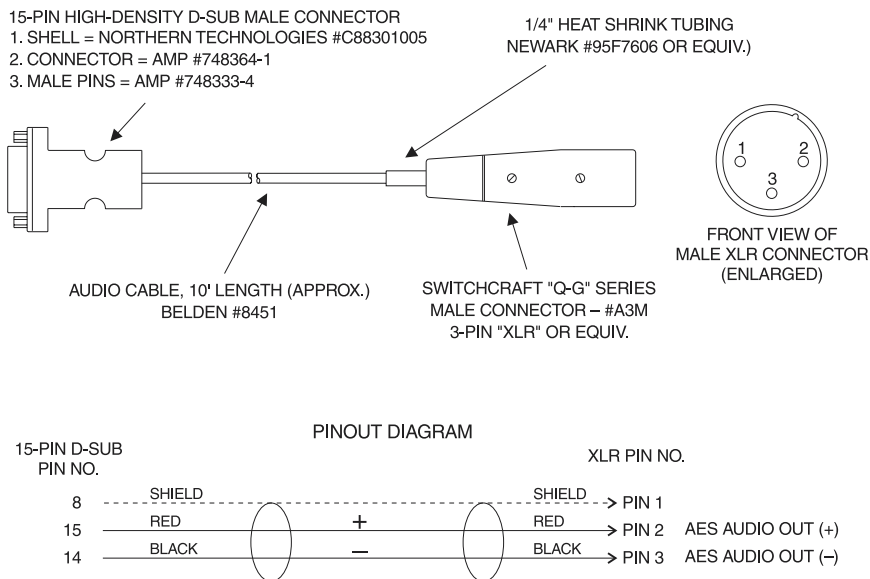 15-PIN HIGH-DENSITY D-SUB MALE CONNECTOR
1. SHELL = NORTHERN TECHNOLOGIES #C88301005
2. CONNECTOR = AMP #748364-1
3. MALE PINS = AMP #748333-4
1/4" HEAT SHRINK TUBING
NEWARK #95F7606 OR EQUIV.)
1
2
3
FRONT VIEW OF
MALE XLR CONNECTOR
(ENLARGED)
AUDIO CABLE, 10' LENGTH (APPROX.)
BELDEN #8451
SWITCHCRAFT "Q-G" SERIES
MALE CONNECTOR – #A3M
3-PIN "XLR" OR EQUIV.
PINOUT DIAGRAM
15-PIN D-SUB
PIN NO.
XLR PIN NO.
8 SHIELD SHIELD PIN 1
15 RED + RED PIN 2 AES AUDIO OUT (+)
14 BLACK – BLACK PIN 3 AES AUDIO OUT (–)